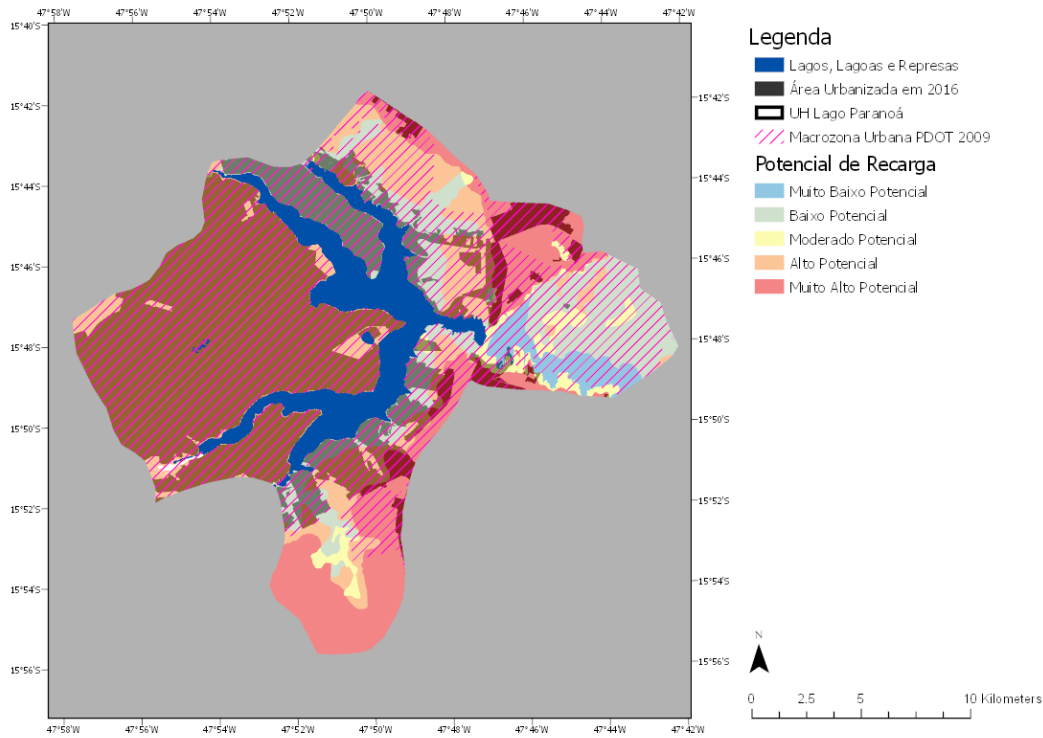 47°58'W 47°56'W 47°54'W 47°52'W 47°50'W 47°48'W 47°46'W 47°44'W 47°42'W
15°40'S
15°42'S 15°42'S
15°44'S 15°44'S
15°46'S 15°46'S
15°48'S 15°48'S
15°50'S 15°50'S
15°52'S 15°52'S
15°54'S 15°54'S
15°56'S 15°56'S
47°58'W 47°56'W 47°54'W 47°52'W 47°50'W 47°48'W 47°46'W 47°44'W 47°42'W
Legenda
Lagos, Lagoas e Represas
Área Urbanizada em 2016
UH Lago Paranoá
Macrozona Urbana PDOT 2009
Potencial de Recarga
Muito Baixo Potencial
Baixo Potencial
Moderado Potencial
Alto Potencial
Muito Alto Potencial
N
0 2.5 5 10 Kilometers